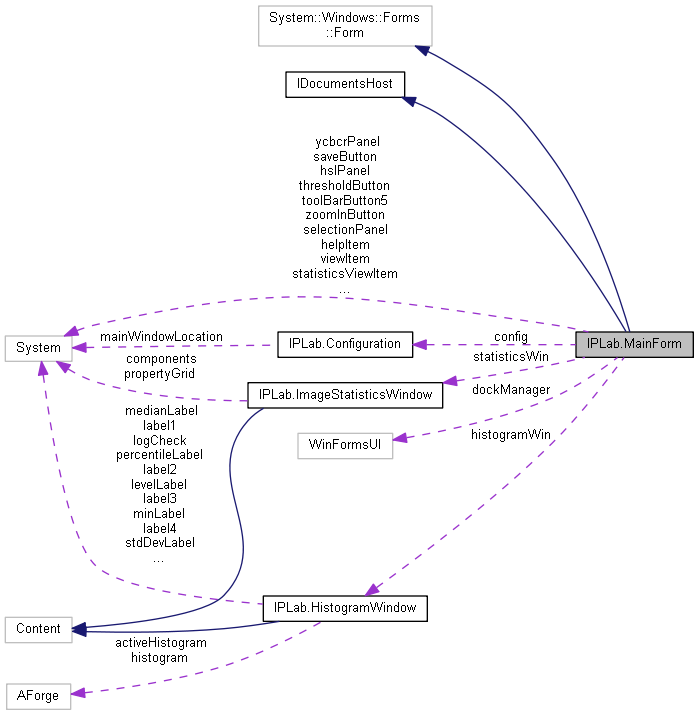 System::Windows::Forms
::Form
IDocumentsHost
ycbcrPanel
saveButton
hslPanel
thresholdButton
toolBarButton5
zoomInButton
selectionPanel
helpItem
viewItem
statisticsViewItem
...
System
mainWindowLocation
IPLab.Configuration
config
IPLab.MainForm
components
propertyGrid
statisticsWin
IPLab.ImageStatisticsWindow
dockManager
WinFormsUI
histogramWin
medianLabel
label1
logCheck
percentileLabel
label2
levelLabel
label3
minLabel
label4
stdDevLabel
...
IPLab.HistogramWindow
Content
activeHistogram
histogram
AForge